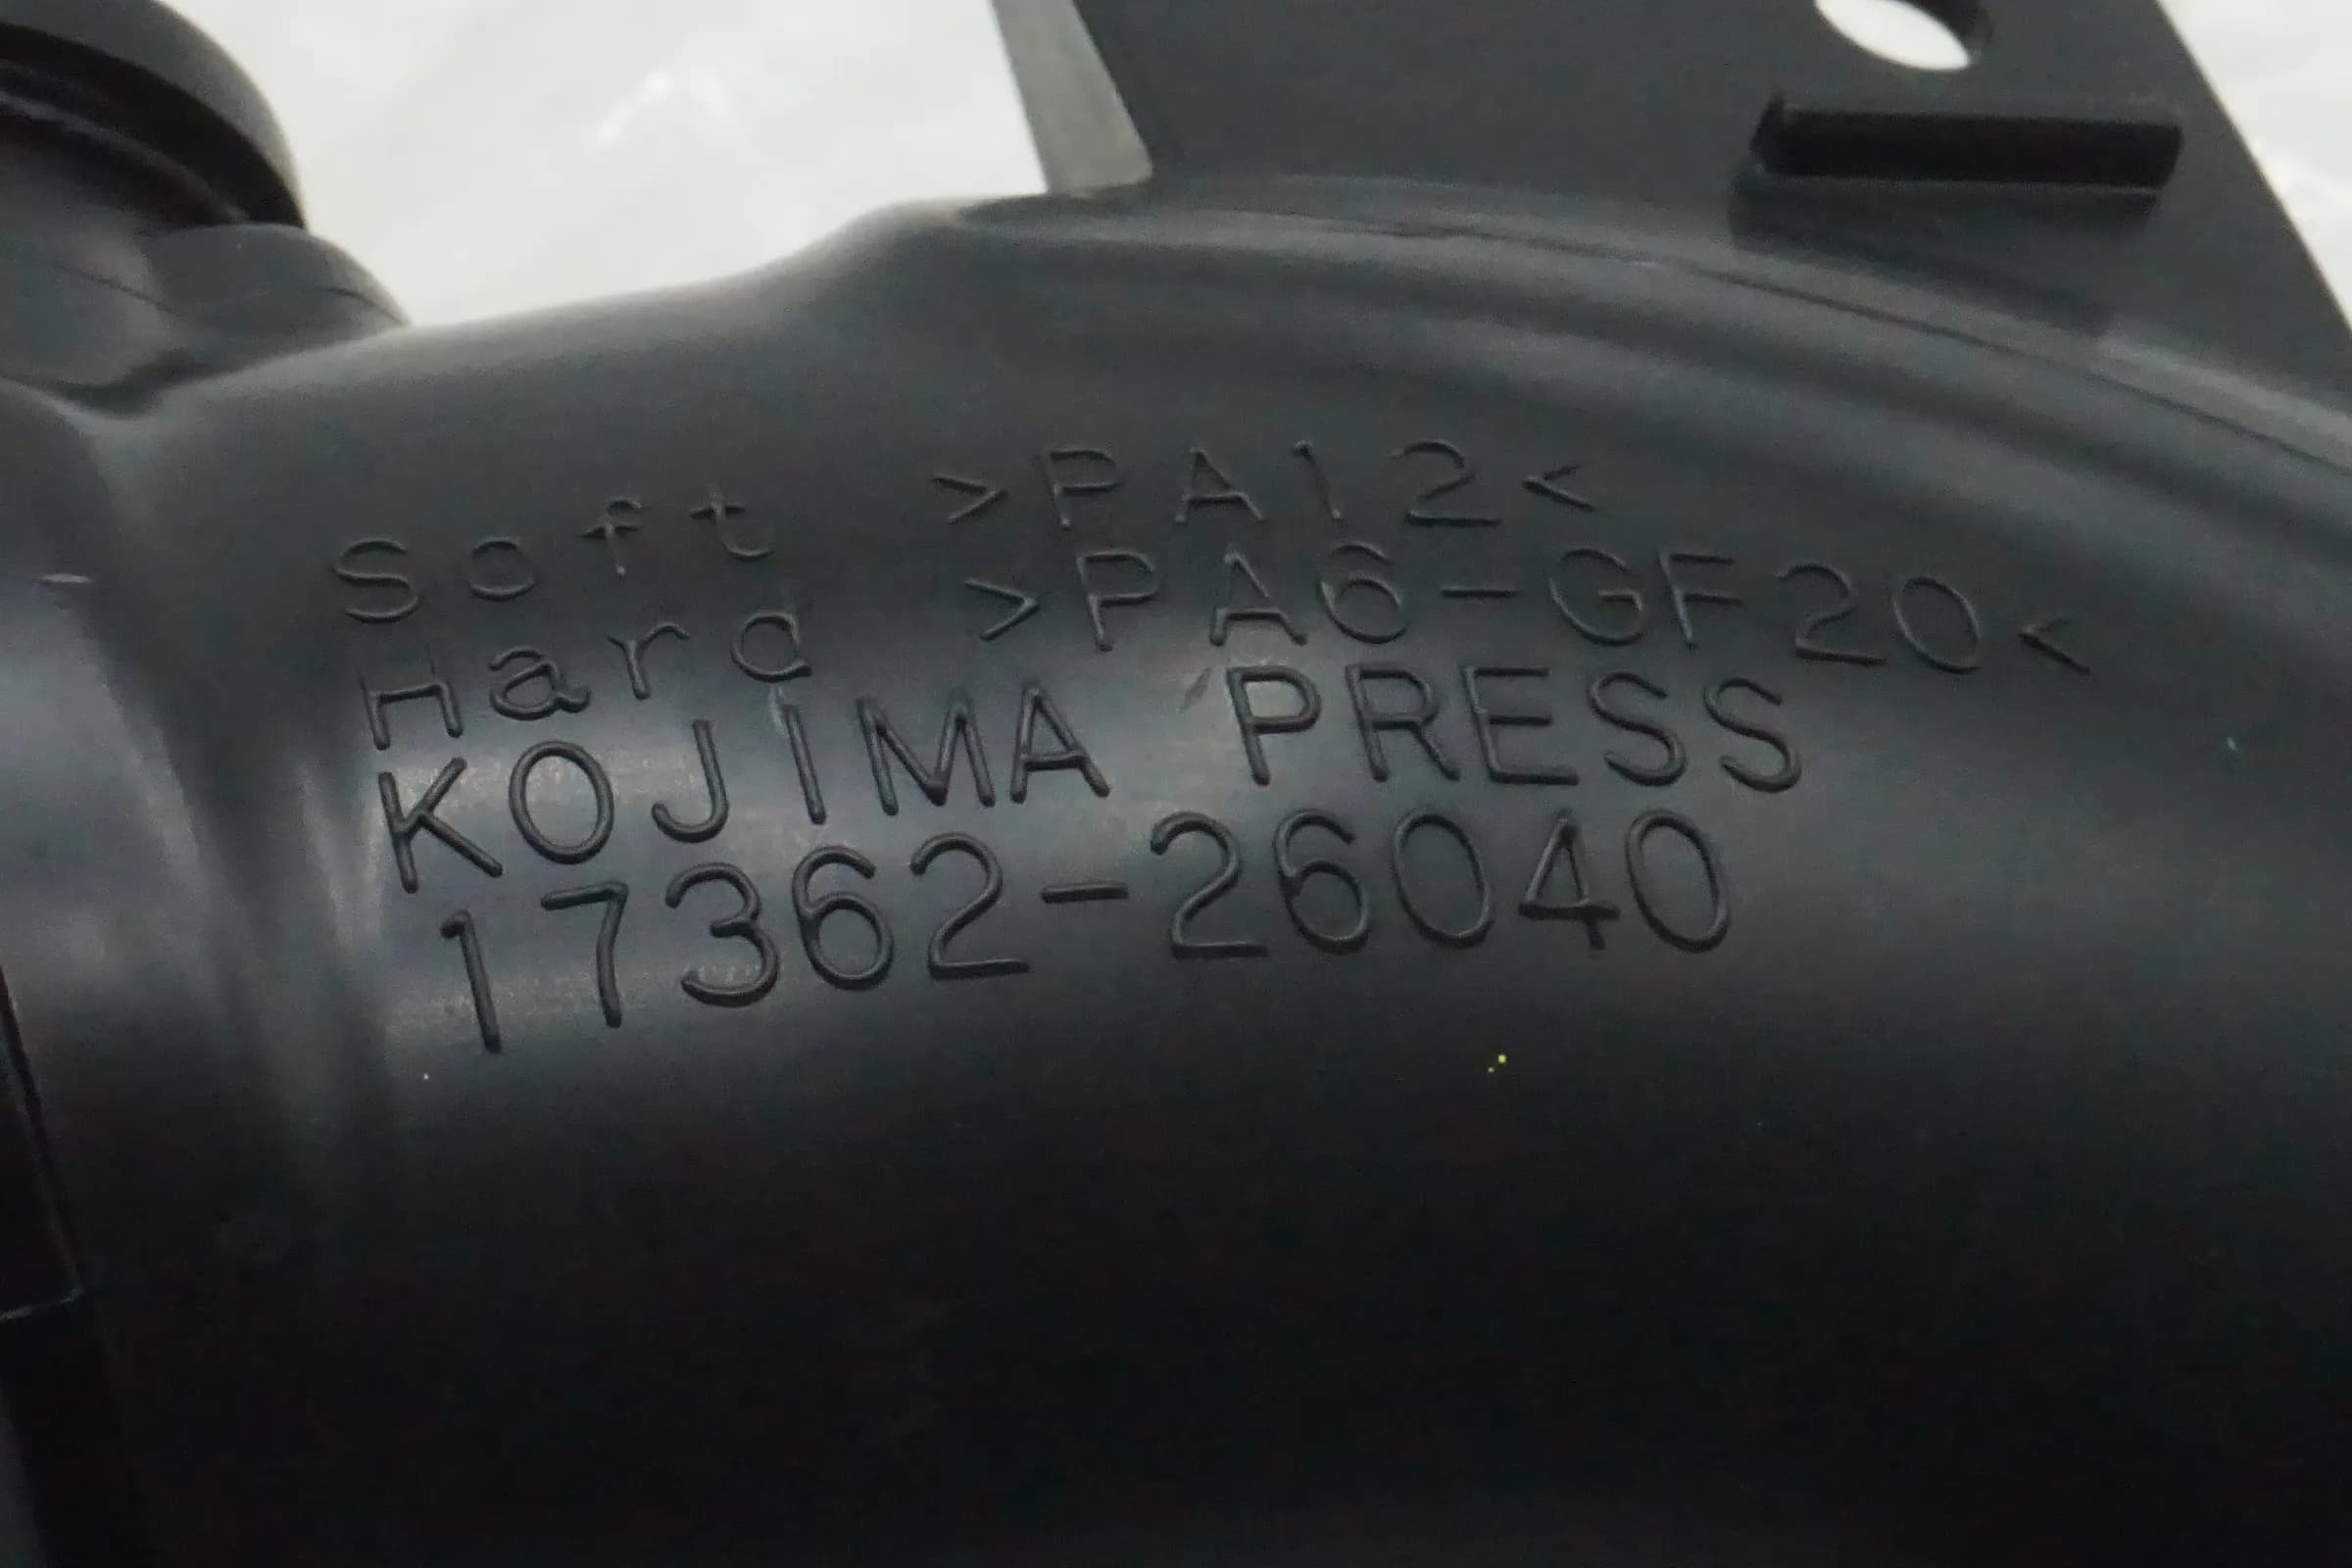 Soft >PA12<
Hard >PA6-GF20<
KOJIMA PRESS
17362-26040